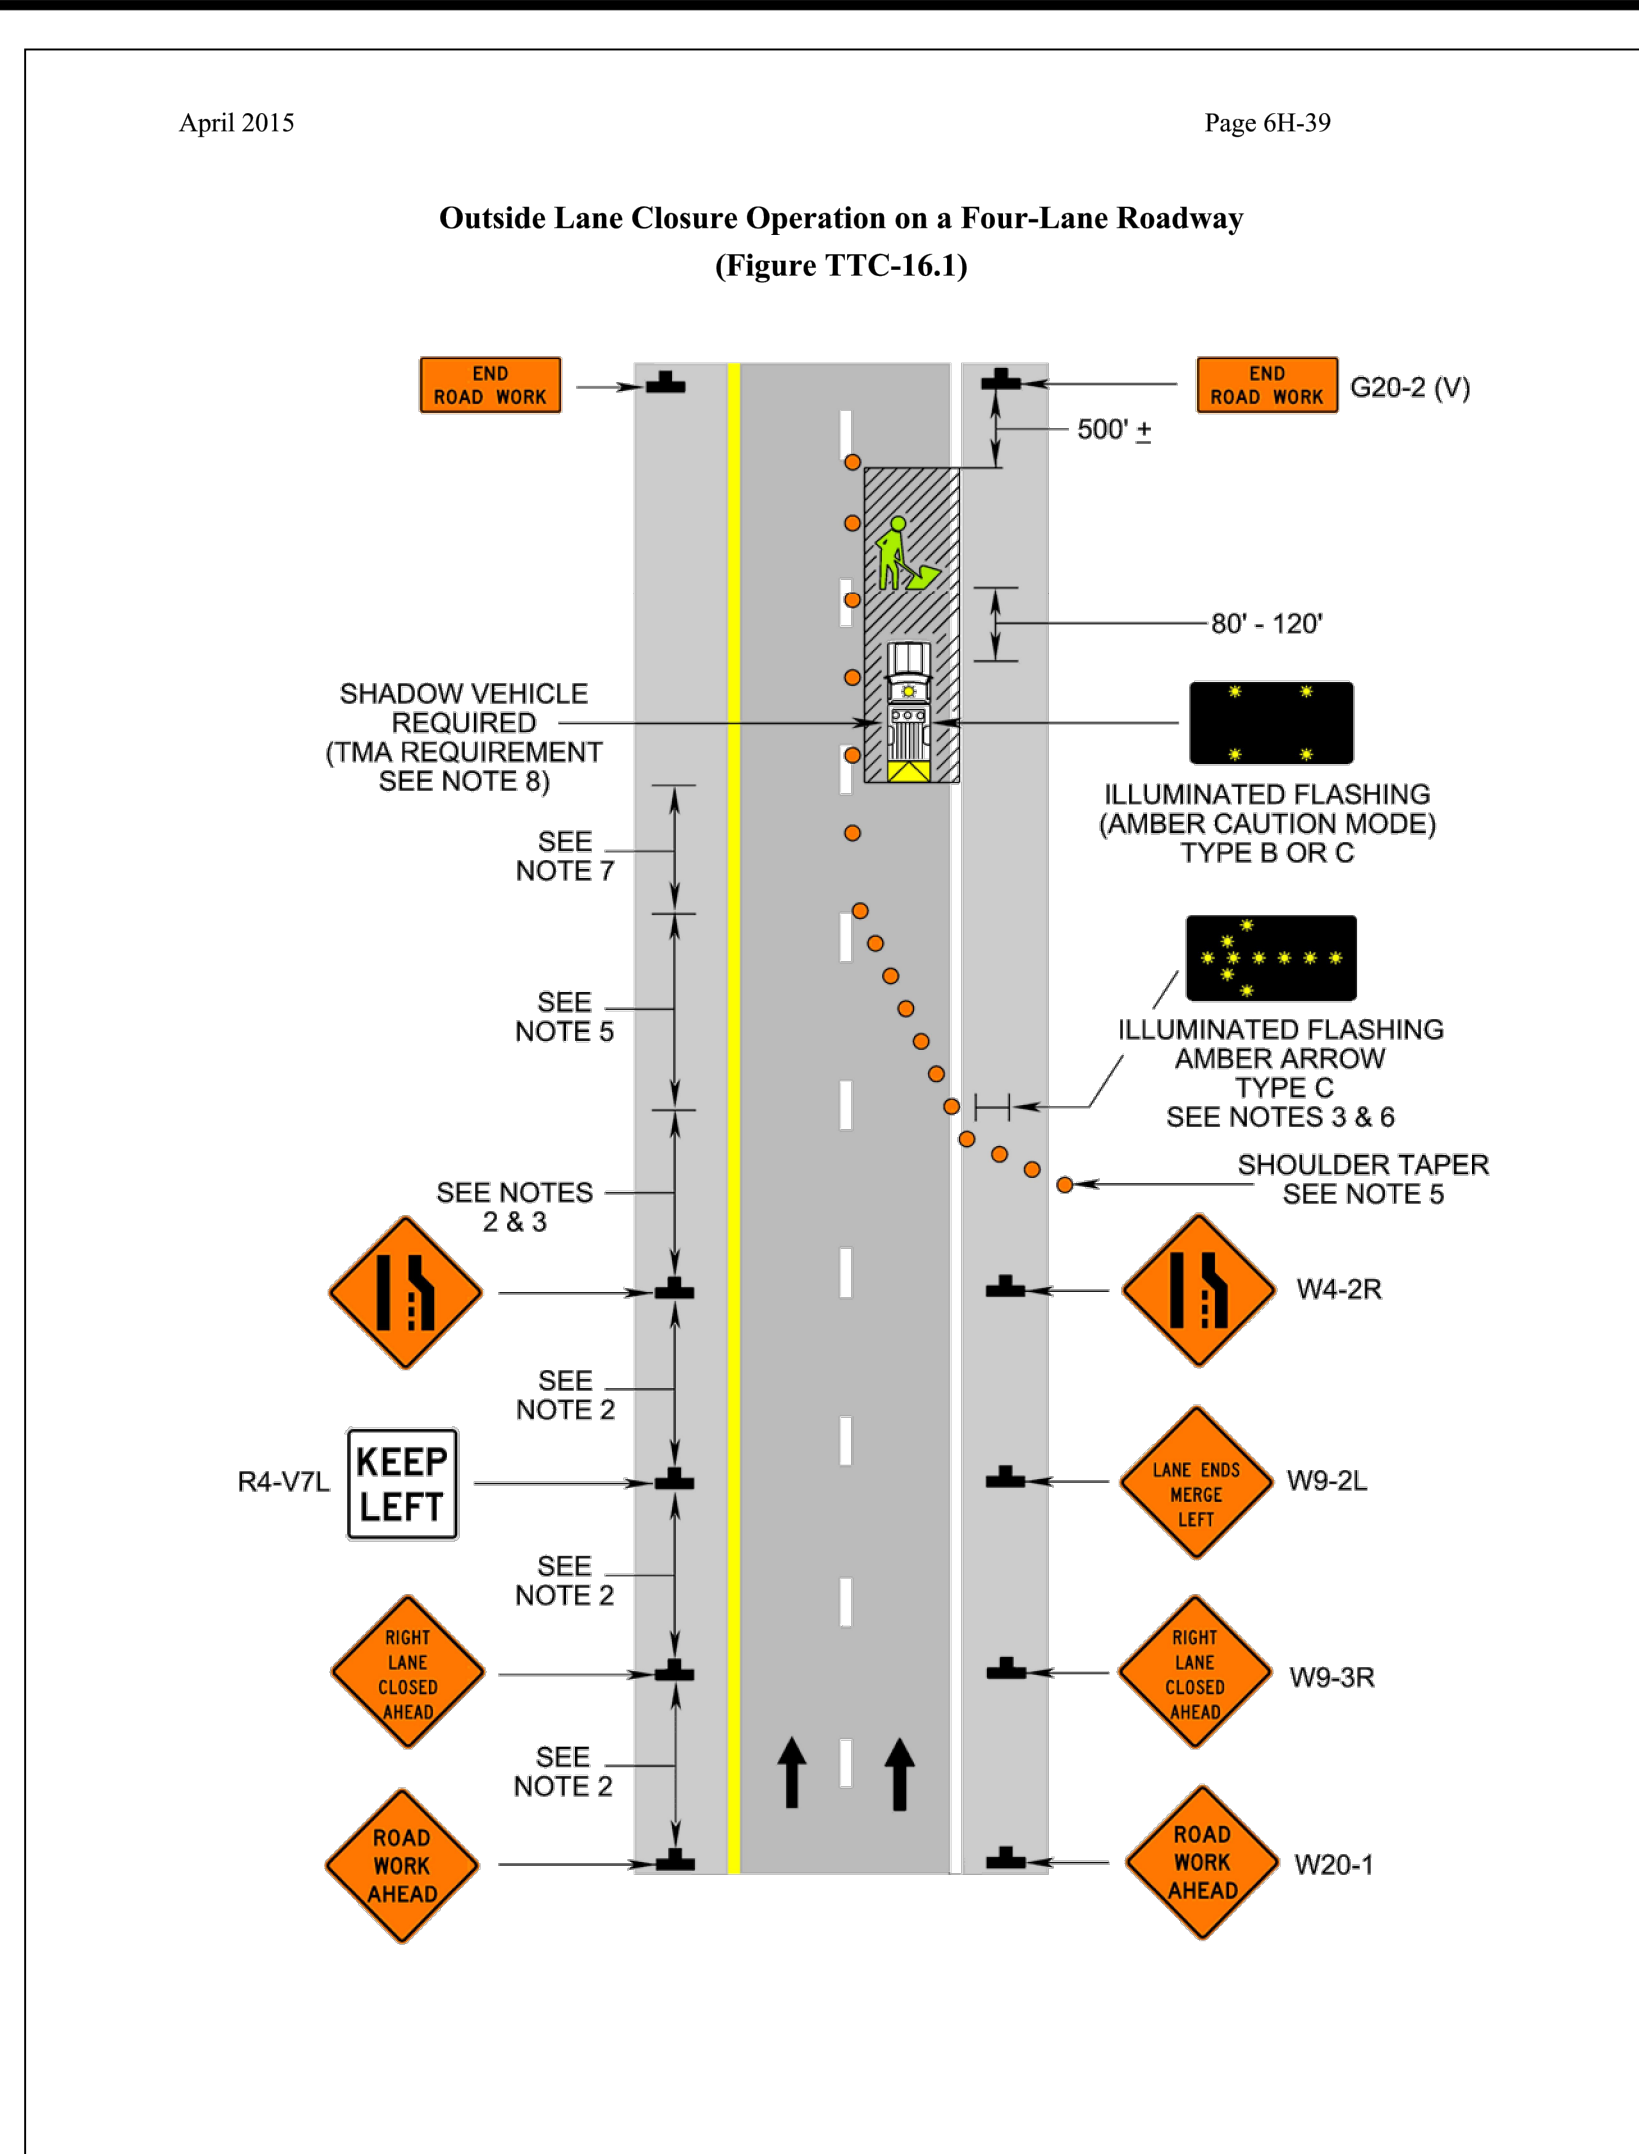 April 2015
Page 6H-39
Outside Lane Closure Operation on a Four-Lane Roadway
(Figure TTC-16.1)
END
ROAD WORK
END
ROAD WORK
G20-2 (V)
500' ±
80' - 120'
SHADOW VEHICLE
REQUIRED
(TMA REQUIREMENT
SEE NOTE 8)
ILLUMINATED FLASHING
(AMBER CAUTION MODE)
TYPE B OR C
SEE
NOTE 7
SEE
NOTE 5
ILLUMINATED FLASHING
AMBER ARROW
TYPE C
SEE NOTES 3 & 6
SHOULDER TAPER
SEE NOTE 5
SEE NOTES
2 & 3
W4-2R
SEE
NOTE 2
R4-V7L
KEEP
LEFT
LANE ENDS
MERGE
LEFT
W9-2L
SEE
NOTE 2
RIGHT
LANE
CLOSED
AHEAD
RIGHT
LANE
CLOSED
AHEAD
W9-3R
SEE
NOTE 2
ROAD
WORK
AHEAD
ROAD
WORK
AHEAD
W20-1